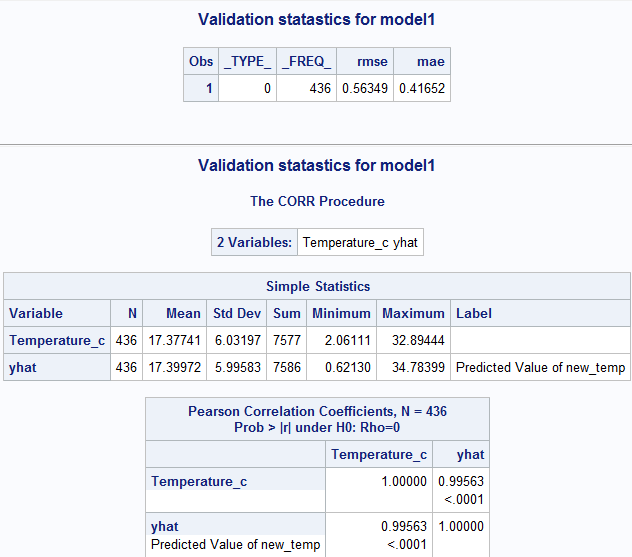 Validation statastics for model1
Obs _TYPE_ _FREQ_ rmse mae
1 0 436 0.56349 0.41652
Validation statastics for model1
The CORR Procedure
2 Variables: Temperature_c yhat
Simple Statistics
Variable N Mean Std Dev Sum Minimum Maximum Label
Temperature_c 436 17.37741 6.03197 7577 2.06111 32.89444
yhat 436 17.39972 5.99583 7586 0.62130 34.78399 Predicted Value of new_temp
Pearson Correlation Coefficients, N = 436
Prob > |r| under H0: Rho=0
Temperature_c yhat
Temperature_c 1.00000 0.99563
<.0001
yhat 0.99563 1.00000
Predicted Value of new_temp <.0001